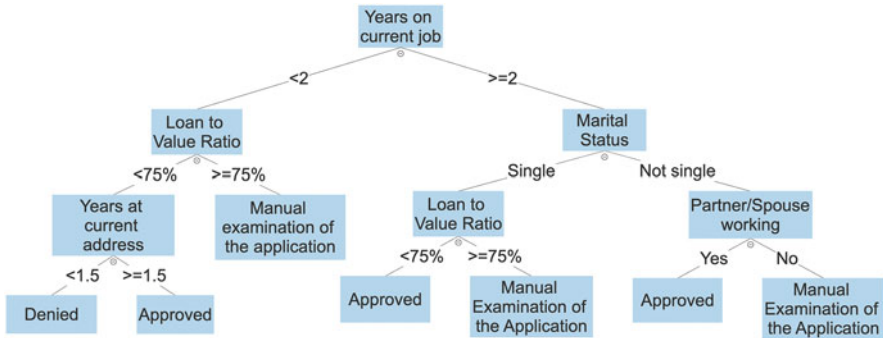 Years on
current job
<2
>=2
Loan to
Value Ratio
Marital
Status
<75%
>=75%
Single
Not single
Years at
current
address
Manual
examination of
the application
Loan to
Value Ratio
Partner/Spouse
working
<1.5
>=1.5
<75%
>=75%
Yes
No
Denied
Approved
Approved
Manual
Examination of
the Application
Approved
Manual
Examination of
the Application